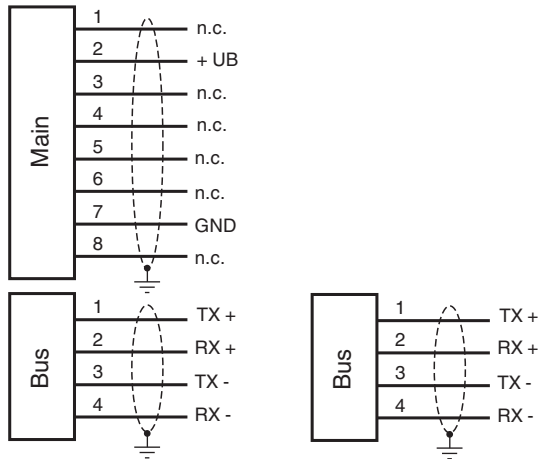 Main
1 n.c.
2 + UB
3 n.c.
4 n.c.
5 n.c.
6 n.c.
7 GND
8 n.c.
Bus
1 TX +
2 RX +
3 TX -
4 RX -
Bus
1 TX +
2 RX +
3 TX -
4 RX -